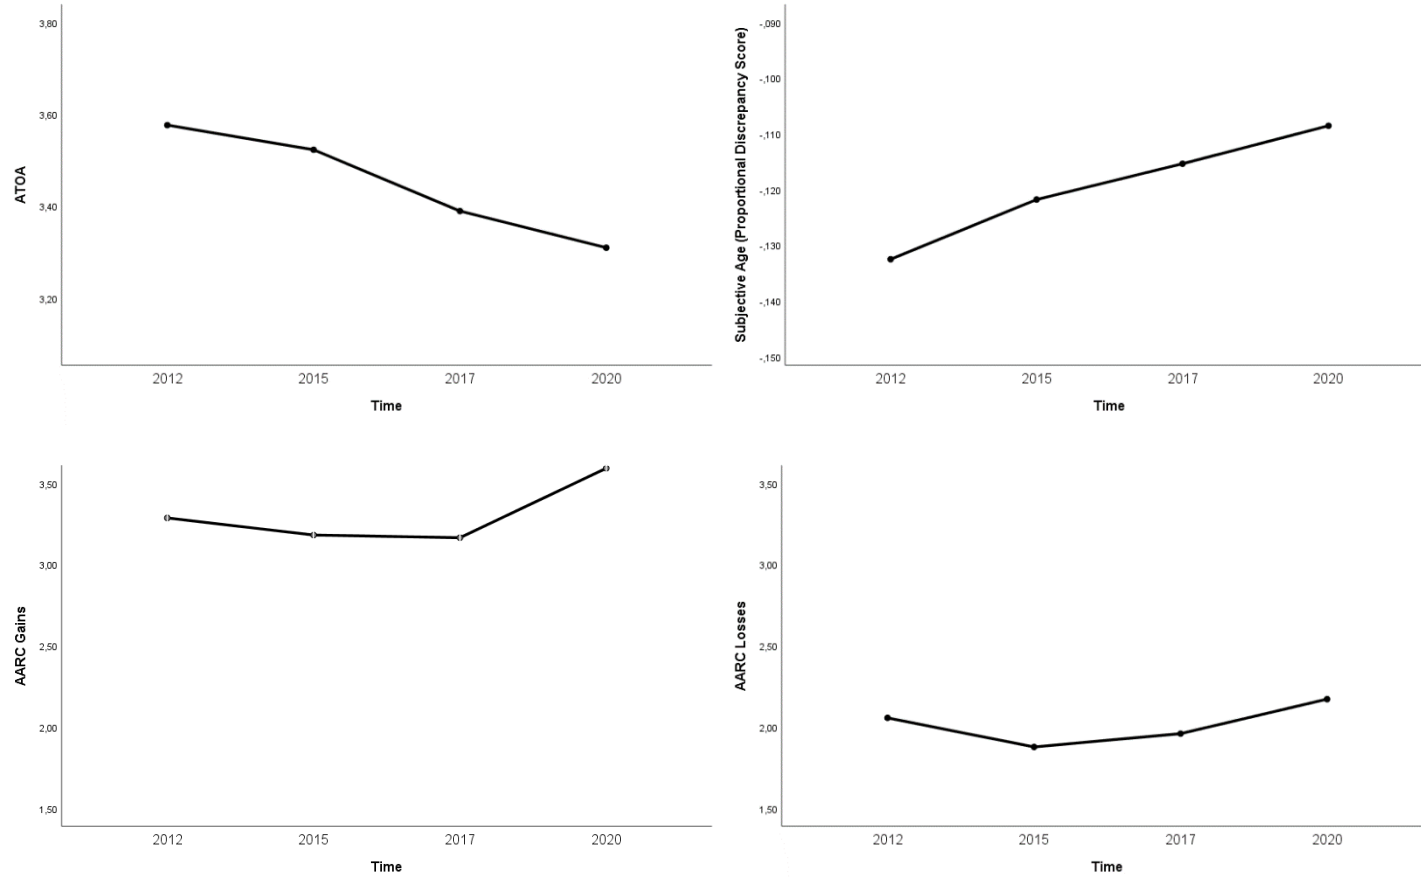 3,80
3,60
3,40
3,20
ATOA
2012 2015 2017 2020
Time
-,090
-,100
-,110
-,120
-,130
-,140
-,150
Subjective Age (Proportional Discrepancy Score)
2012 2015 2017 2020
Time
3,50
3,00
2,50
2,00
1,50
AARC Gains
2012 2015 2017 2020
Time
3,50
3,00
2,50
2,00
1,50
AARC Losses
2012 2015 2017 2020
Time